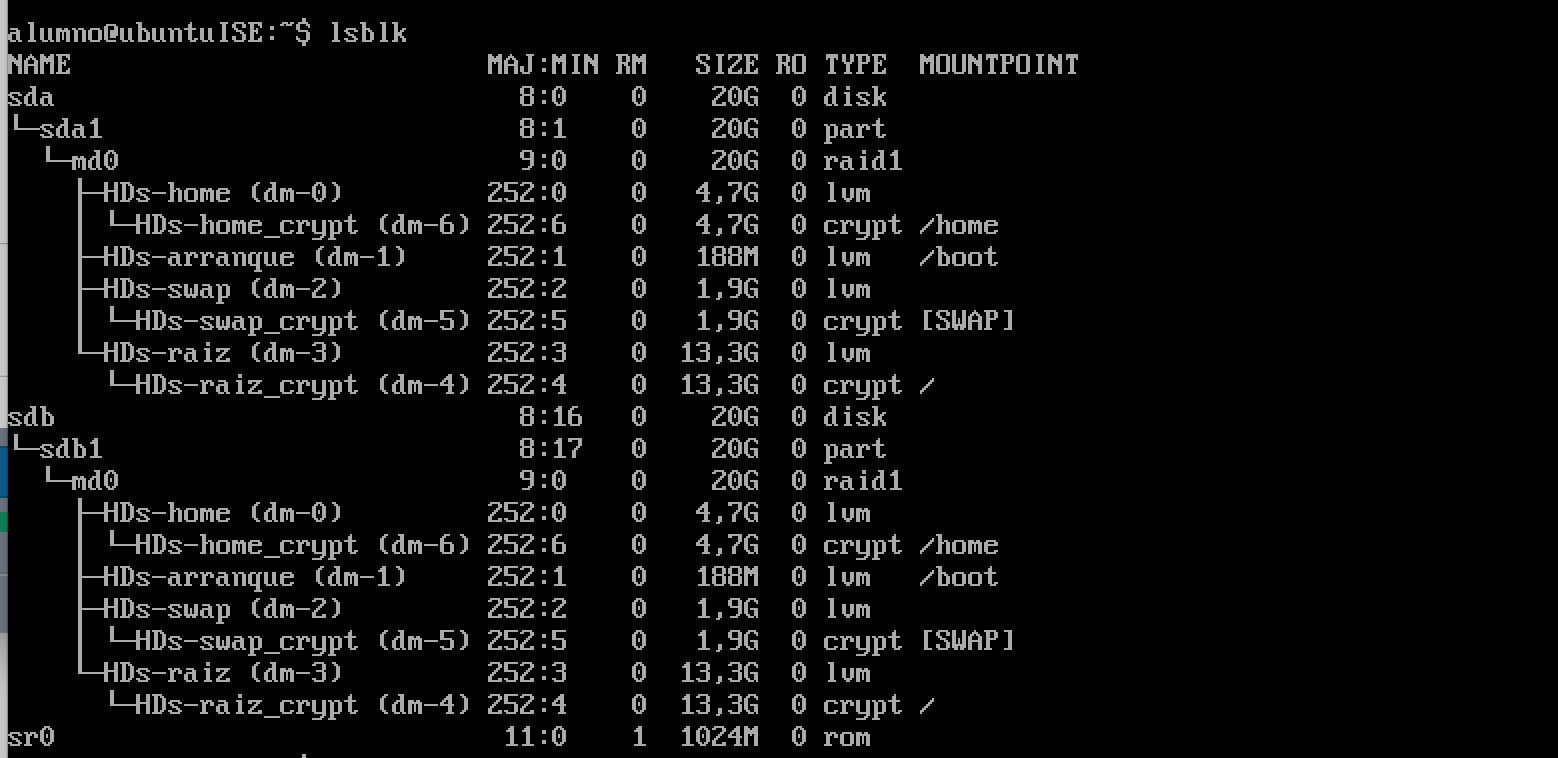 alumno@ubuntuISE:~$ lsblk
NAME                          MAJ:MIN RM   SIZE RO TYPE  MOUNTPOINT
sda                             8:0    0    20G  0 disk
└─sda1                          8:1    0    20G  0 part
  └─md0                         9:0    0    20G  0 raid1
    ├─HDs-home (dm-0)         252:0    0   4,7G  0 lvm
    │ └─HDs-home_crypt (dm-6) 252:6    0   4,7G  0 crypt /home
    ├─HDs-arranque (dm-1)     252:1    0   188M  0 lvm   /boot
    ├─HDs-swap (dm-2)         252:2    0   1,9G  0 lvm
    │ └─HDs-swap_crypt (dm-5) 252:5    0   1,9G  0 crypt [SWAP]
    └─HDs-raiz (dm-3)         252:3    0  13,3G  0 lvm
      └─HDs-raiz_crypt (dm-4) 252:4    0  13,3G  0 crypt /
sdb                             8:16   0    20G  0 disk
└─sdb1                          8:17   0    20G  0 part
  └─md0                         9:0    0    20G  0 raid1
    ├─HDs-home (dm-0)         252:0    0   4,7G  0 lvm
    │ └─HDs-home_crypt (dm-6) 252:6    0   4,7G  0 crypt /home
    ├─HDs-arranque (dm-1)     252:1    0   188M  0 lvm   /boot
    ├─HDs-swap (dm-2)         252:2    0   1,9G  0 lvm
    │ └─HDs-swap_crypt (dm-5) 252:5    0   1,9G  0 crypt [SWAP]
    └─HDs-raiz (dm-3)         252:3    0  13,3G  0 lvm
      └─HDs-raiz_crypt (dm-4) 252:4    0  13,3G  0 crypt /
sr0                            11:0    1  1024M  0 rom